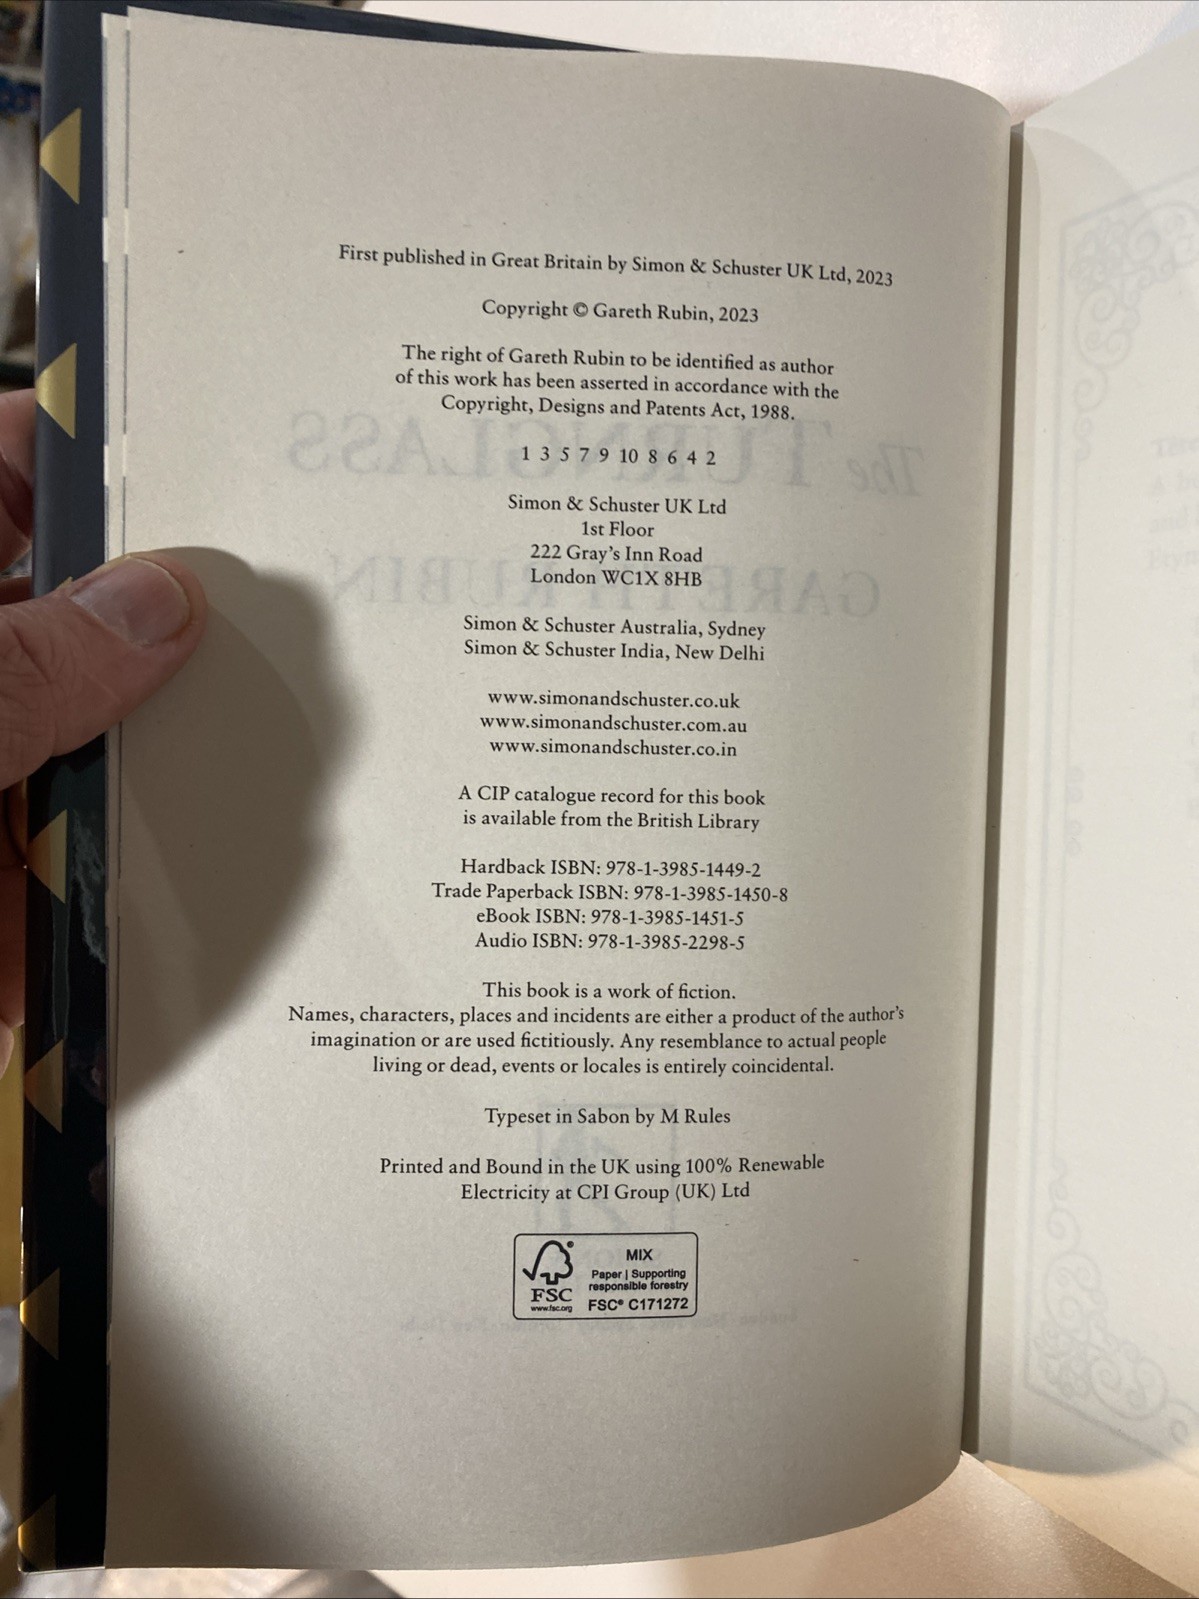 First published in Great Britain by Simon & Schuster UK Ltd, 2023
Copyright © Gareth Rubin, 2023
The right of Gareth Rubin to be identified as author
of this work has been asserted in accordance with the
Copyright, Designs and Patents Act, 1988.
1 3 5 7 9 10 8 6 4 2
Simon & Schuster UK Ltd
1st Floor
222 Gray's Inn Road
London WC1X 8HB
Simon & Schuster Australia, Sydney
Simon & Schuster India, New Delhi
www.simonandschuster.co.uk
www.simonandschuster.com.au
www.simonandschuster.co.in
A CIP catalogue record for this book
is available from the British Library
Hardback ISBN: 978-1-3985-1449-2
Trade Paperback ISBN: 978-1-3985-1450-8
eBook ISBN: 978-1-3985-1451-5
Audio ISBN: 978-1-3985-2298-5
This book is a work of fiction.
Names, characters, places and incidents are either a product of the author's
imagination or are used fictitiously. Any resemblance to actual people
living or dead, events or locales is entirely coincidental.
Typeset in Sabon by M Rules
Printed and Bound in the UK using 100% Renewable
Electricity at CPI Group (UK) Ltd
FSC®
www.fsc.org
MIX
Paper | Supporting
responsible forestry
FSC® C171272
The TURNGLASS
GARETH RUBIN